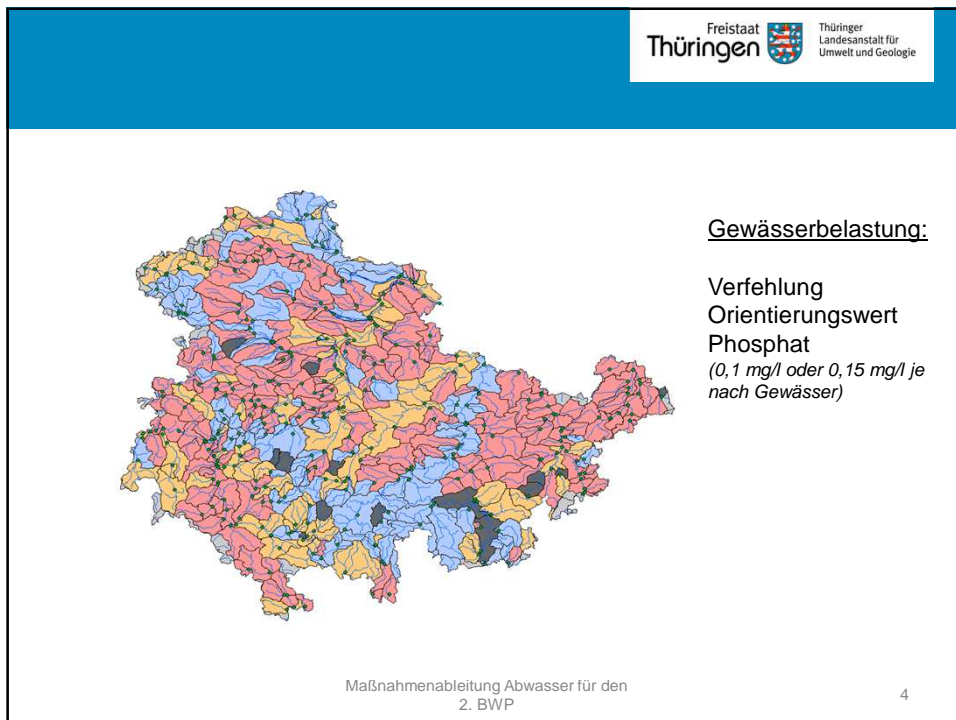 Freistaat
Thüringen
Thüringer
Landesanstalt für
Umwelt und Geologie
Gewässerbelastung:
Verfehlung
Orientierungswert
Phosphat
(0,1 mg/l oder 0,15 mg/l je
nach Gewässer)
Maßnahmenableitung Abwasser für den
2. BWP
4